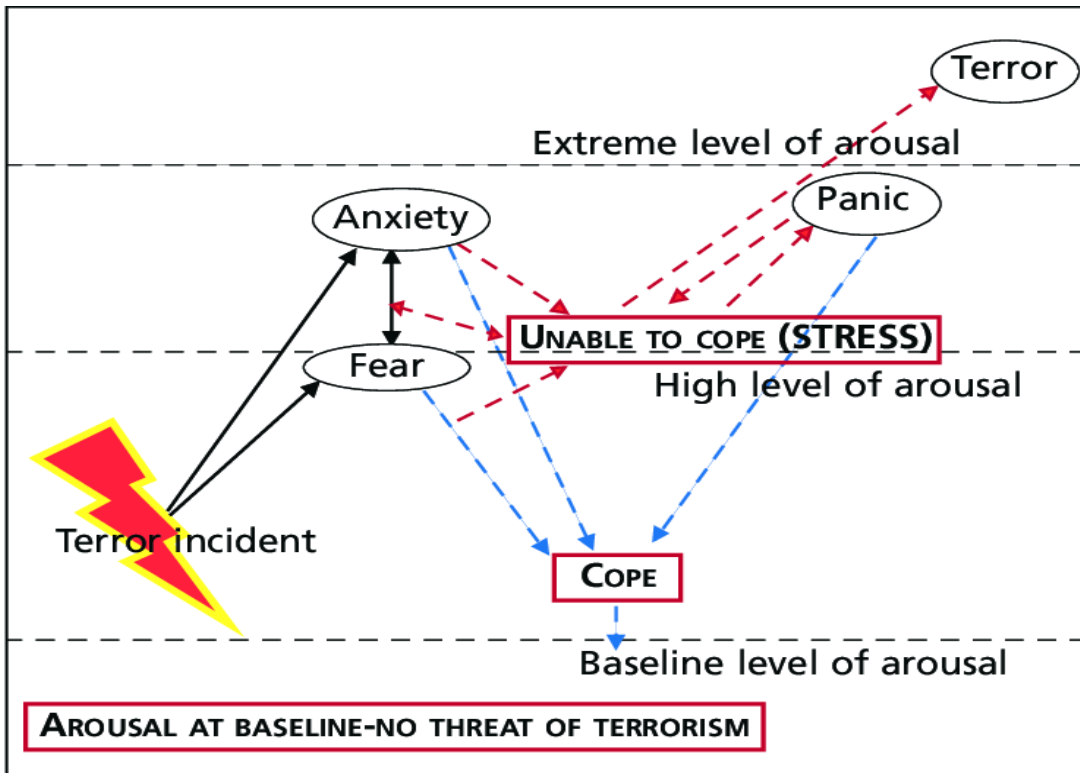 Terror
Extreme level of arousal
Panic
Anxiety
UNABLE TO COPE (STRESS)
Fear
High level of arousal
Terror incident
COPE
Baseline level of arousal
AROUSAL AT BASELINE-NO THREAT OF TERRORISM